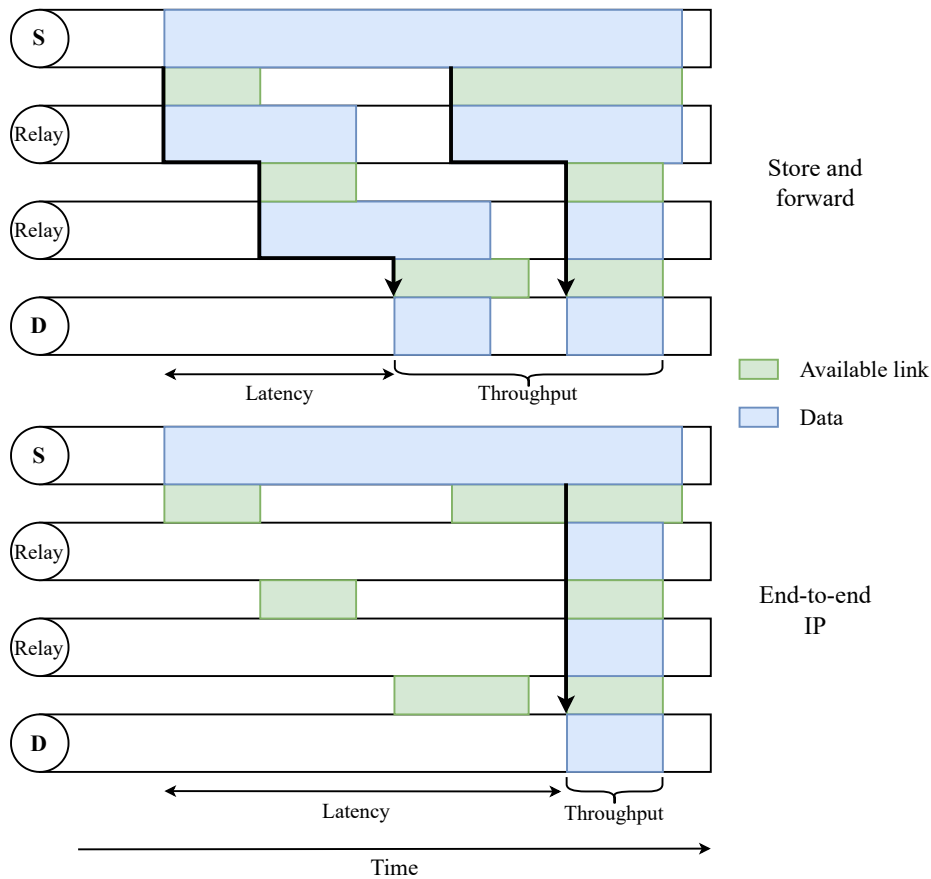 S
Relay
Relay
D
Store and
forward
Latency
Throughput
Available link
Data
S
Relay
Relay
D
End-to-end
IP
Latency
Throughput
Time